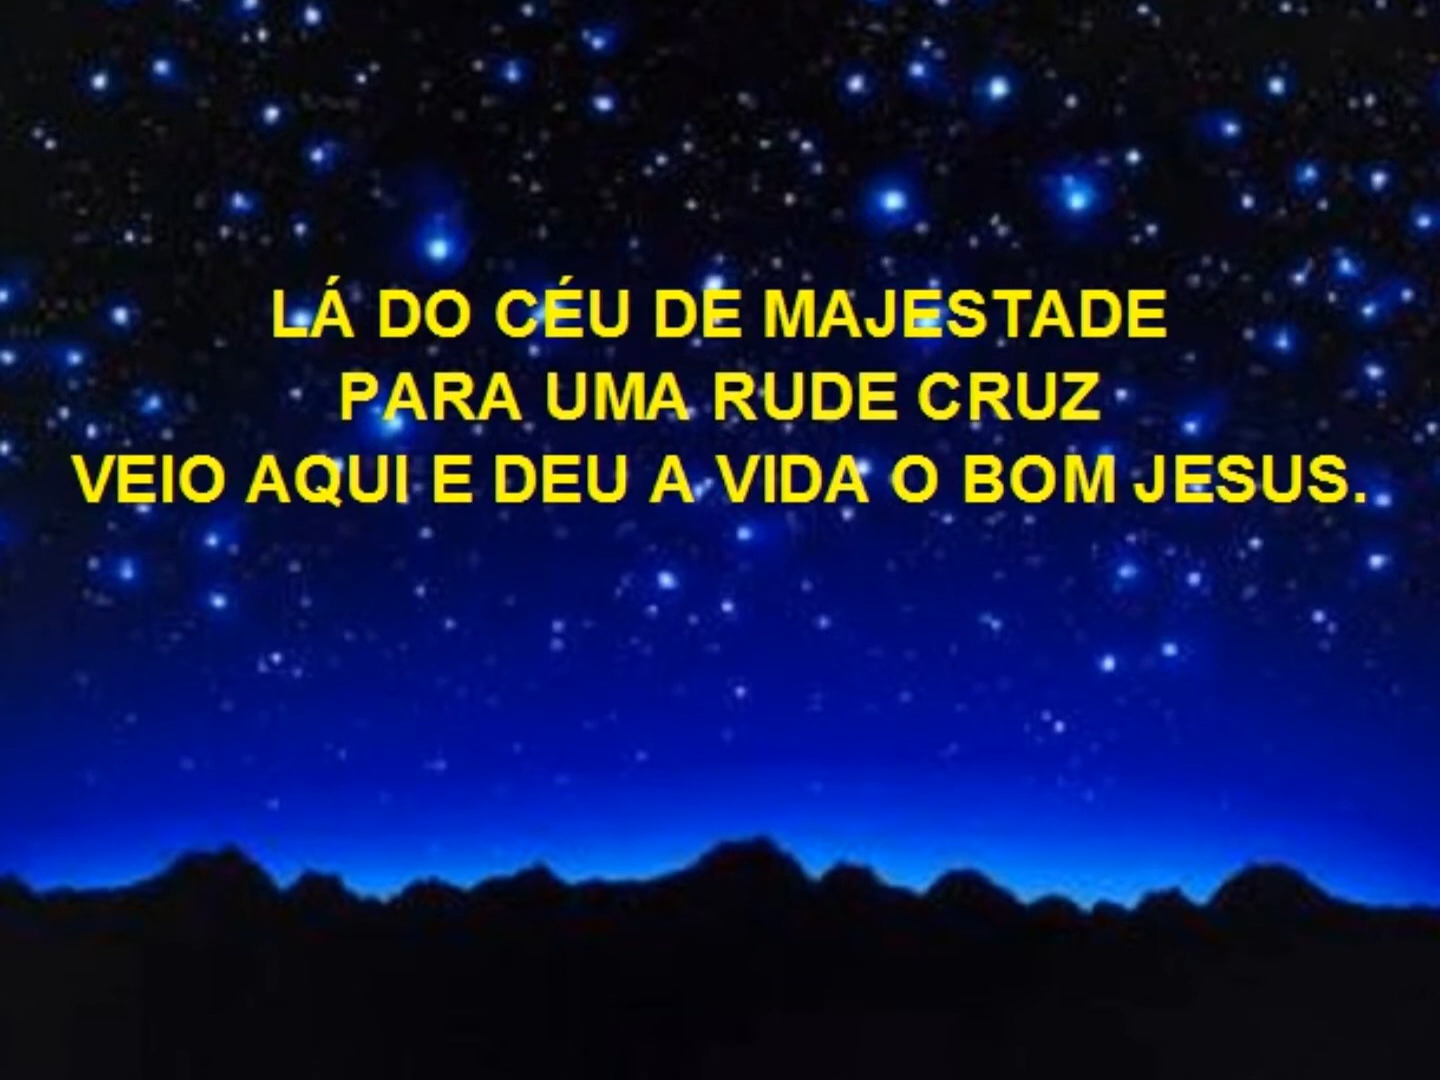 LÁ DO CÉU DE MAJESTADE
PARA UMA RUDE CRUZ
VEIO AQUI E DEU A VIDA O BOM JESUS.